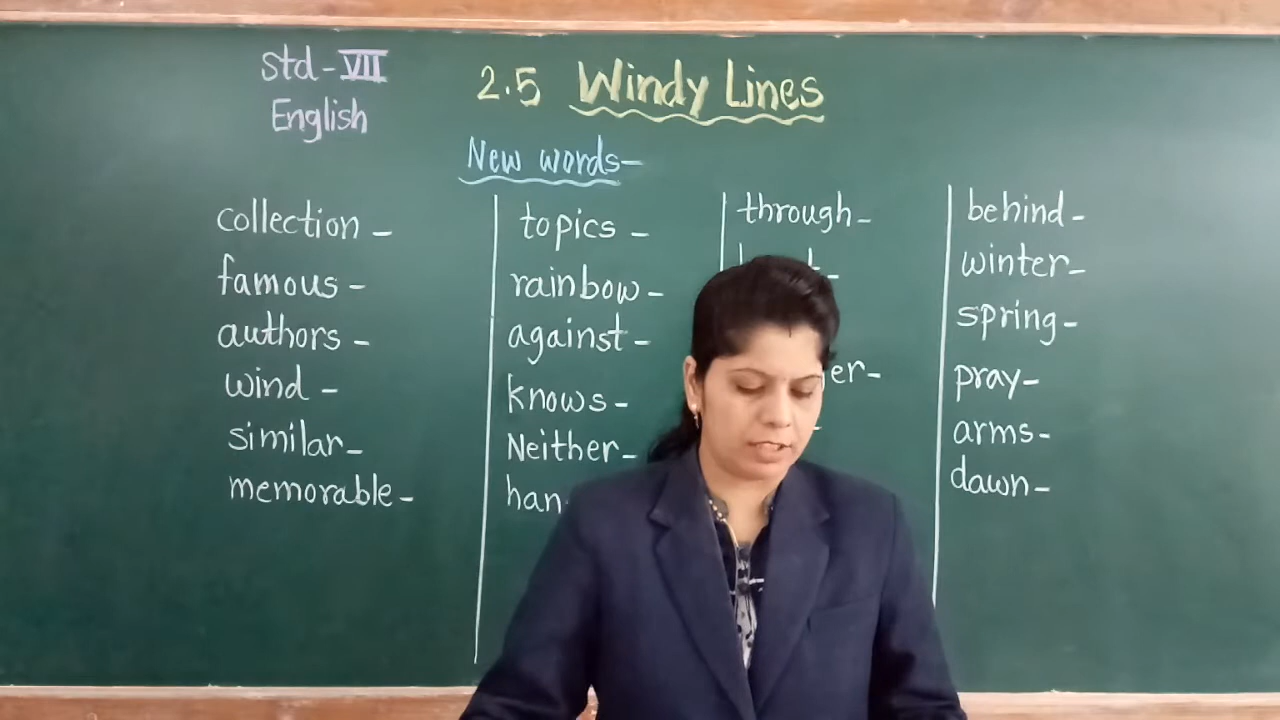 Std-VII
English
2.5 Windy Lines
New words-
collection -
famous -
authors -
wind -
similar -
memorable -
topics -
rainbow -
against -
knows -
Neither -
through -
behind -
winter -
spring -
pray -
arms -
dawn -